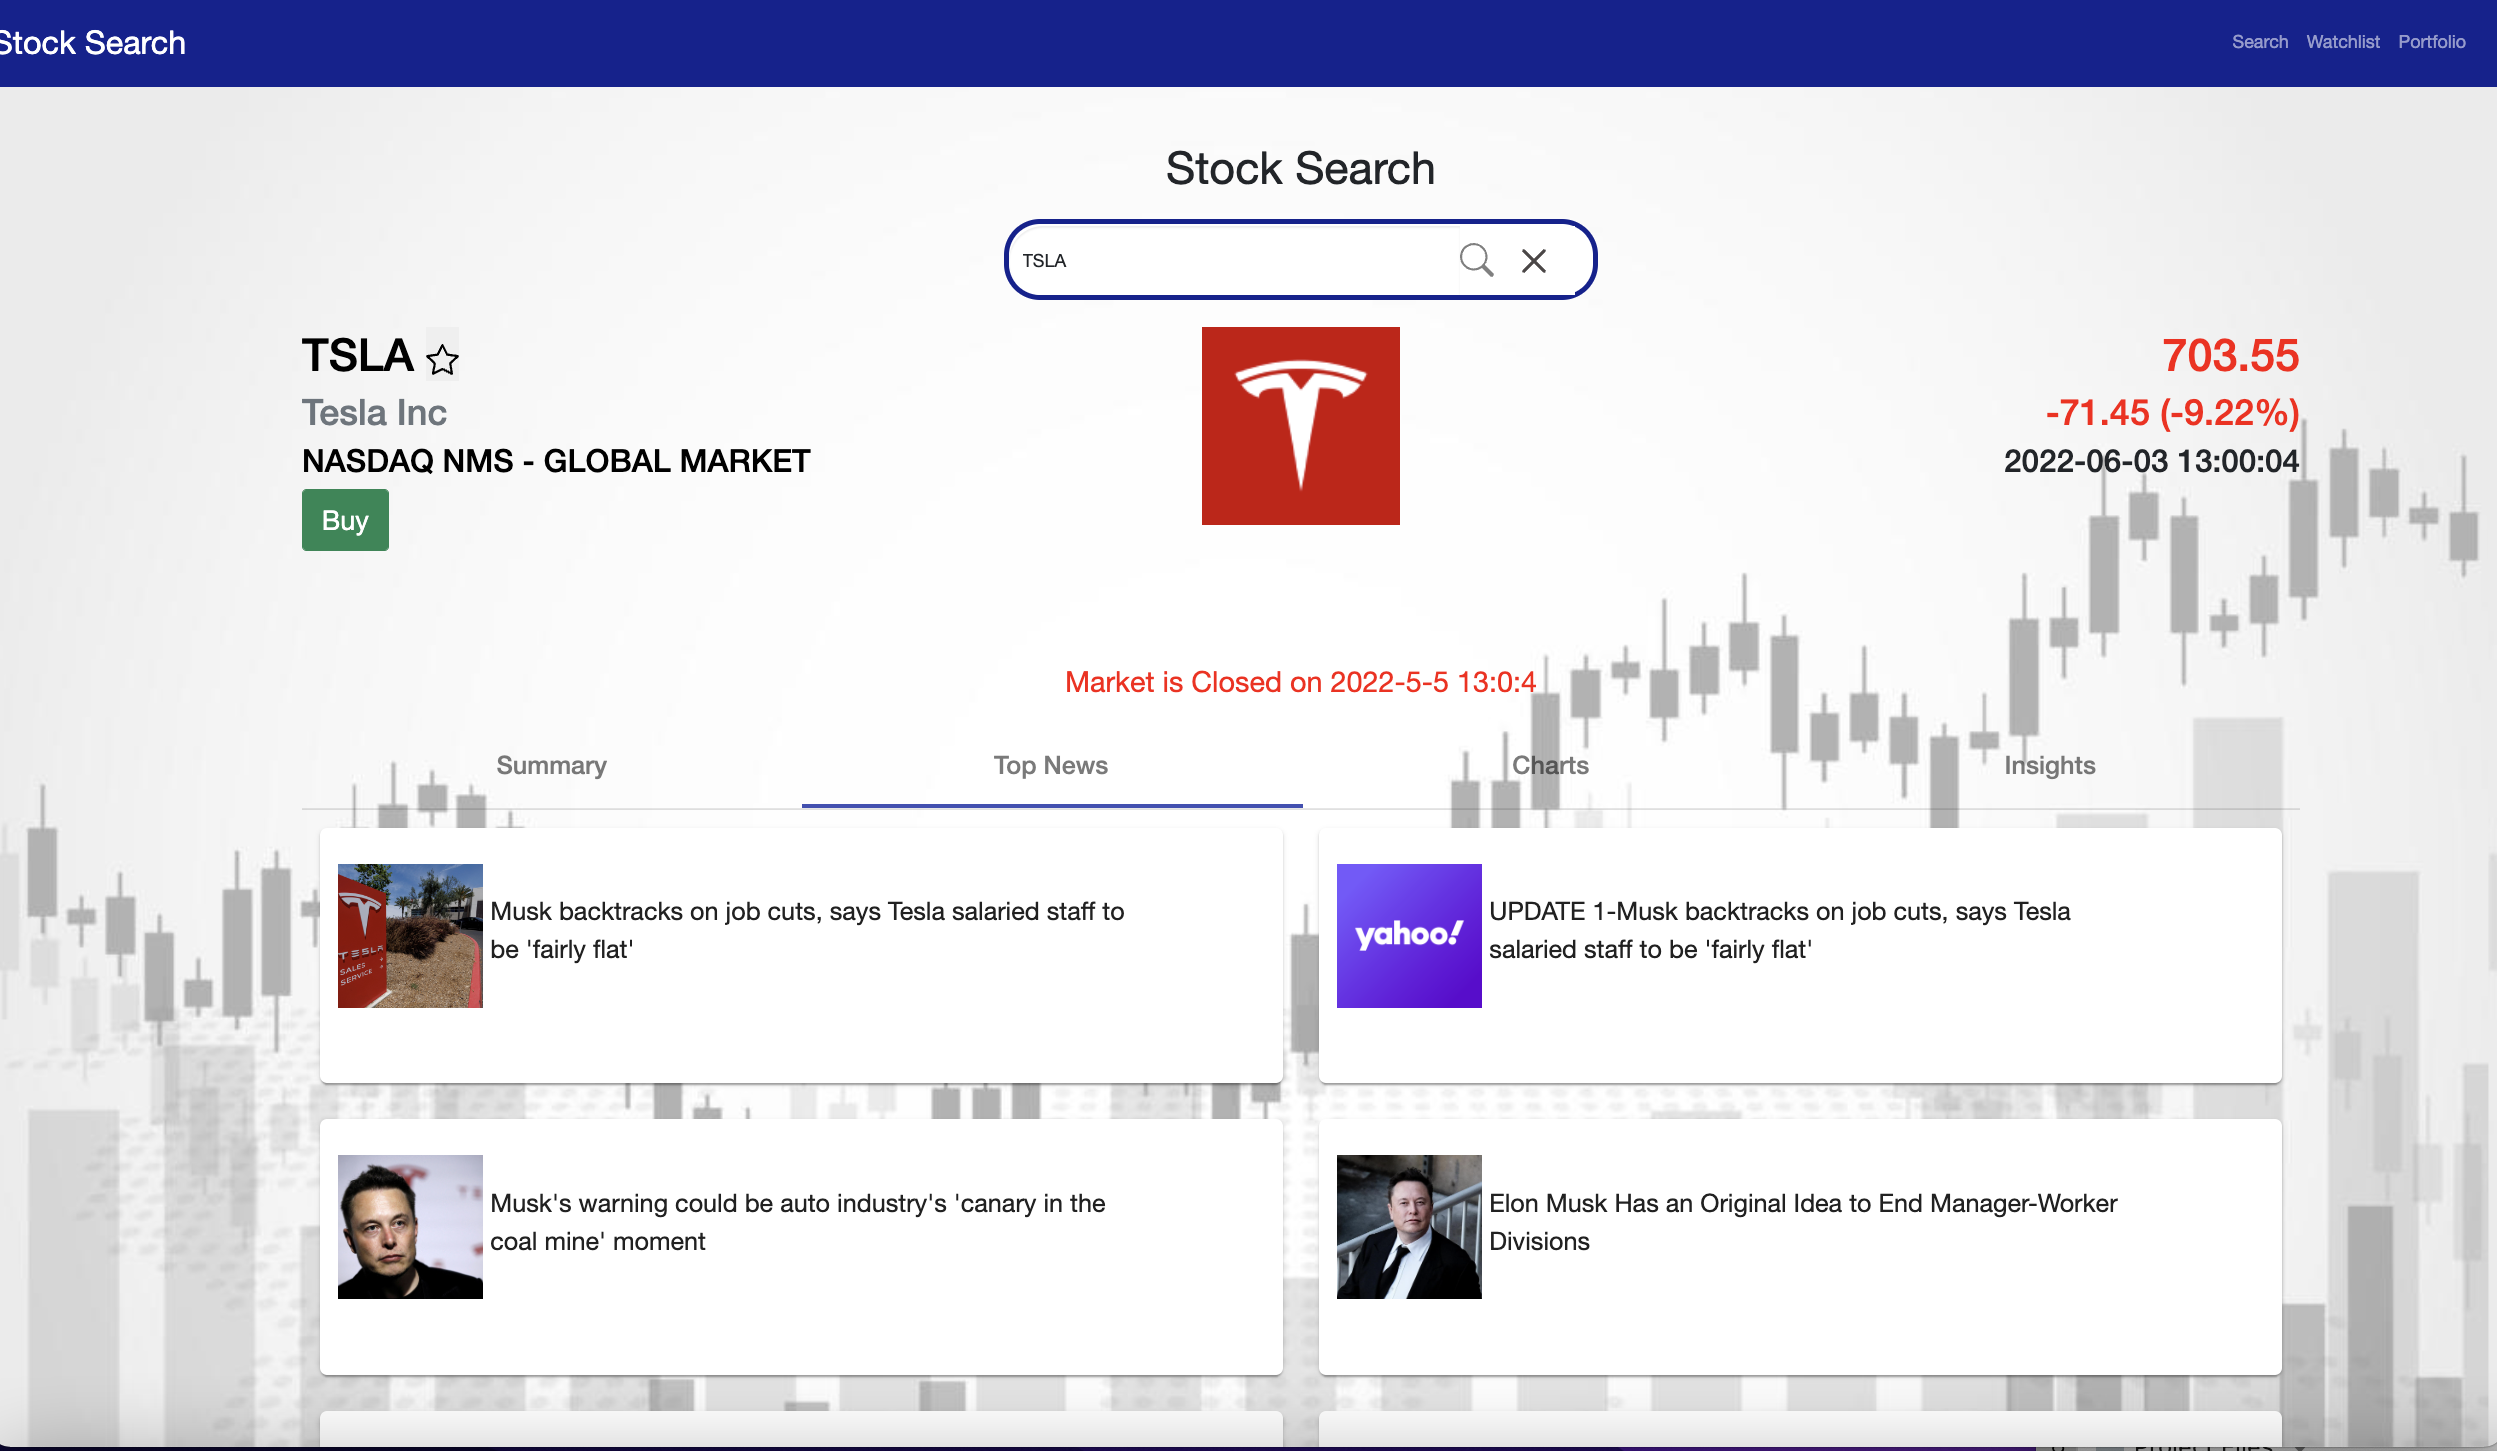 Stock Search
Search Watchlist Portfolio
Stock Search
TSLA
TSLA
Tesla Inc
NASDAQ NMS - GLOBAL MARKET
Buy
703.55
-71.45 (-9.22%)
2022-06-03 13:00:04
Market is Closed on 2022-5-5 13:0:4
Summary
Top News
Charts
Insights
TESLA
SALES
SERVICE
Musk backtracks on job cuts, says Tesla salaried staff to
be 'fairly flat'
yahoo!
UPDATE 1-Musk backtracks on job cuts, says Tesla
salaried staff to be 'fairly flat'
Musk's warning could be auto industry's 'canary in the
coal mine' moment
Elon Musk Has an Original Idea to End Manager-Worker
Divisions